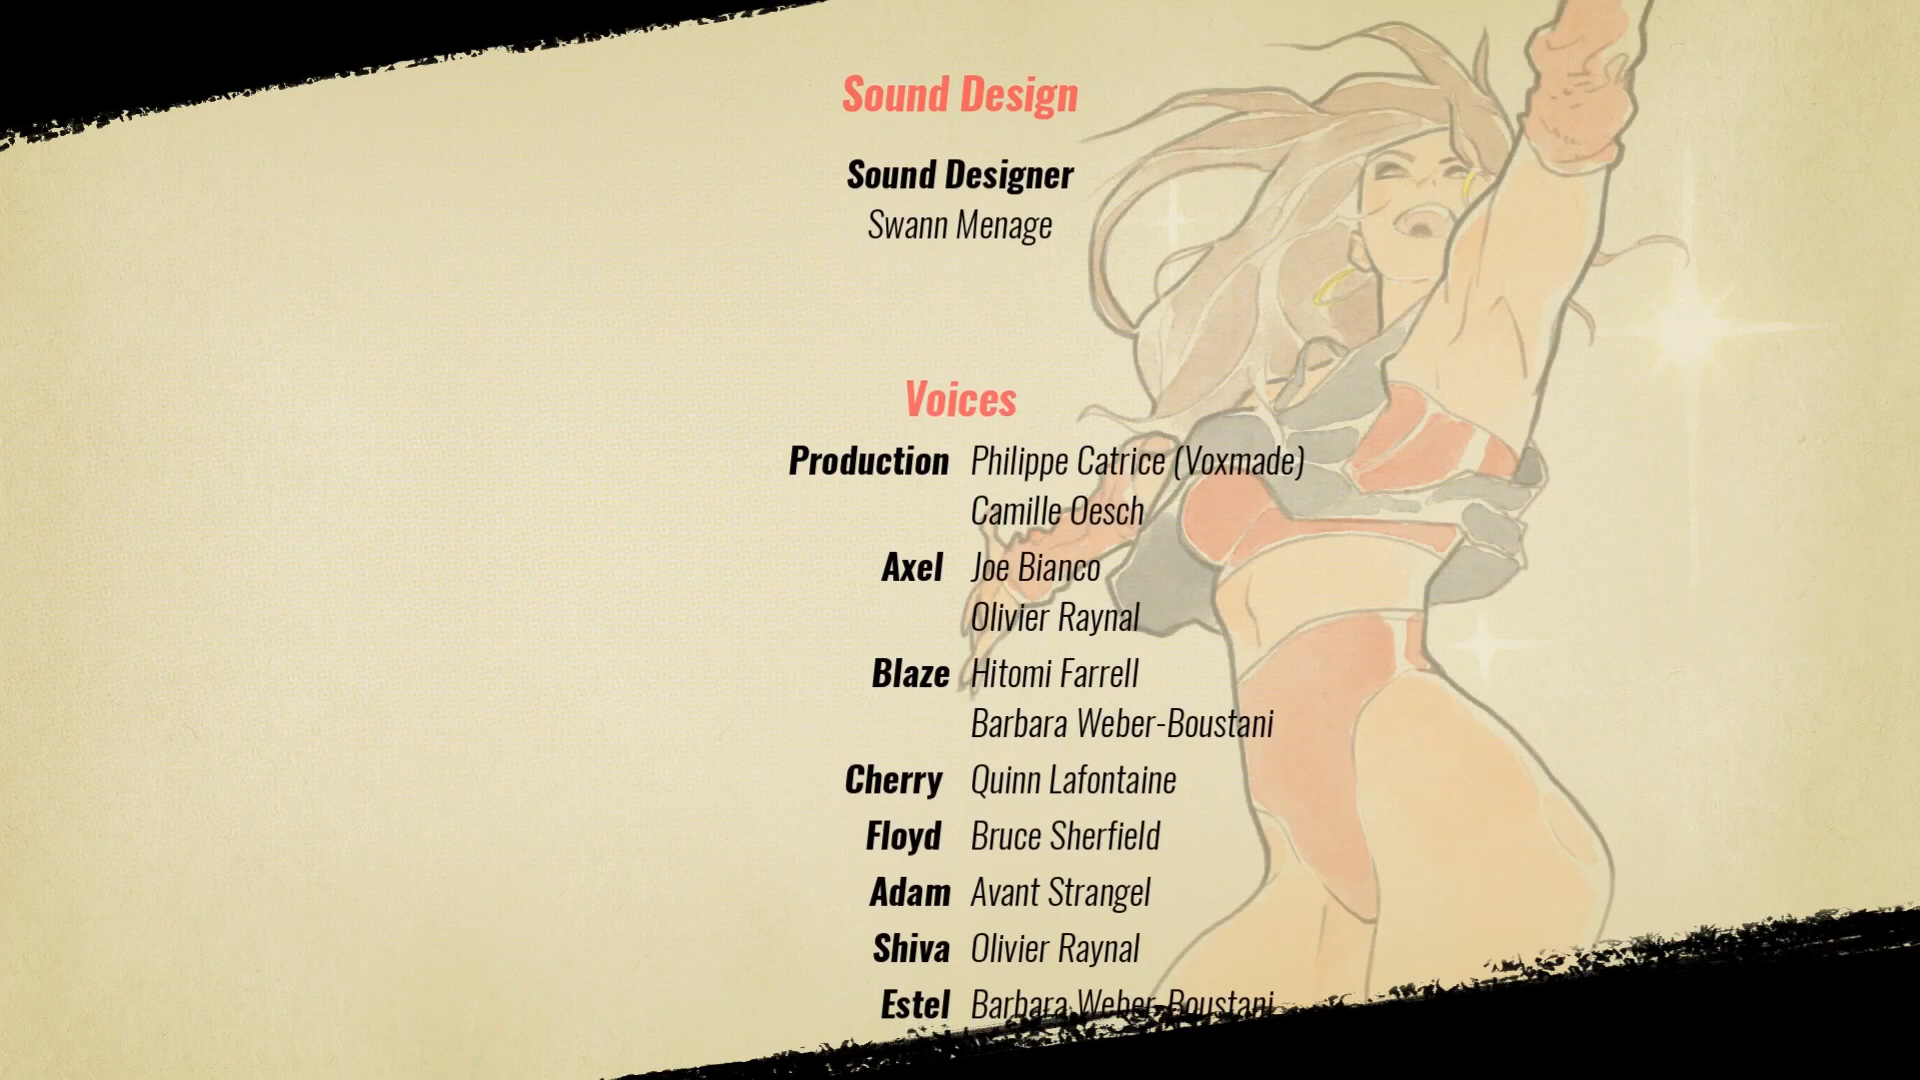 Sound Design
Sound Designer
Swann Menage
Voices
Production Philippe Catrice (Voxmade)
Camille Oesch
Axel Joe Bianco
Olivier Raynal
Blaze Hitomi Farrell
Barbara Weber-Boustani
Cherry Quinn Lafontaine
Floyd Bruce Sherfield
Adam Avant Strangel
Shiva Olivier Raynal
Estel Barbara Weber-Boustani